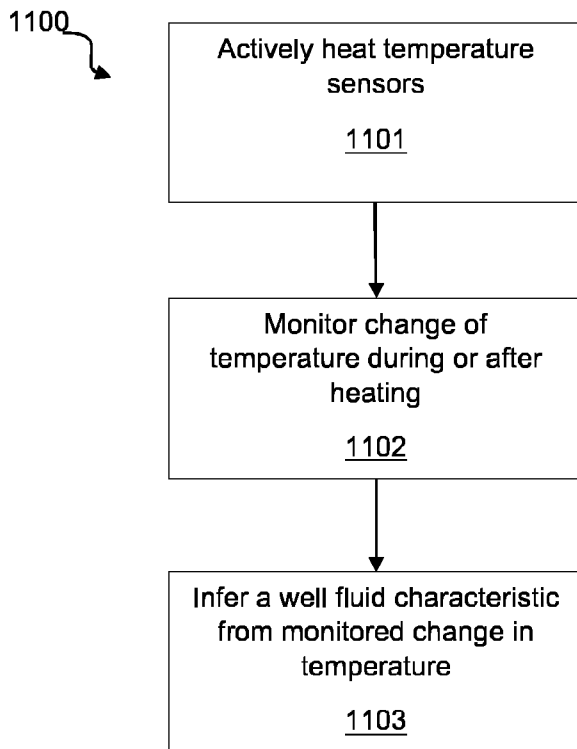 1100
Actively heat temperature
sensors
1101
Monitor change of
temperature during or after
heating
1102
Infer a well fluid characteristic
from monitored change in
temperature
1103